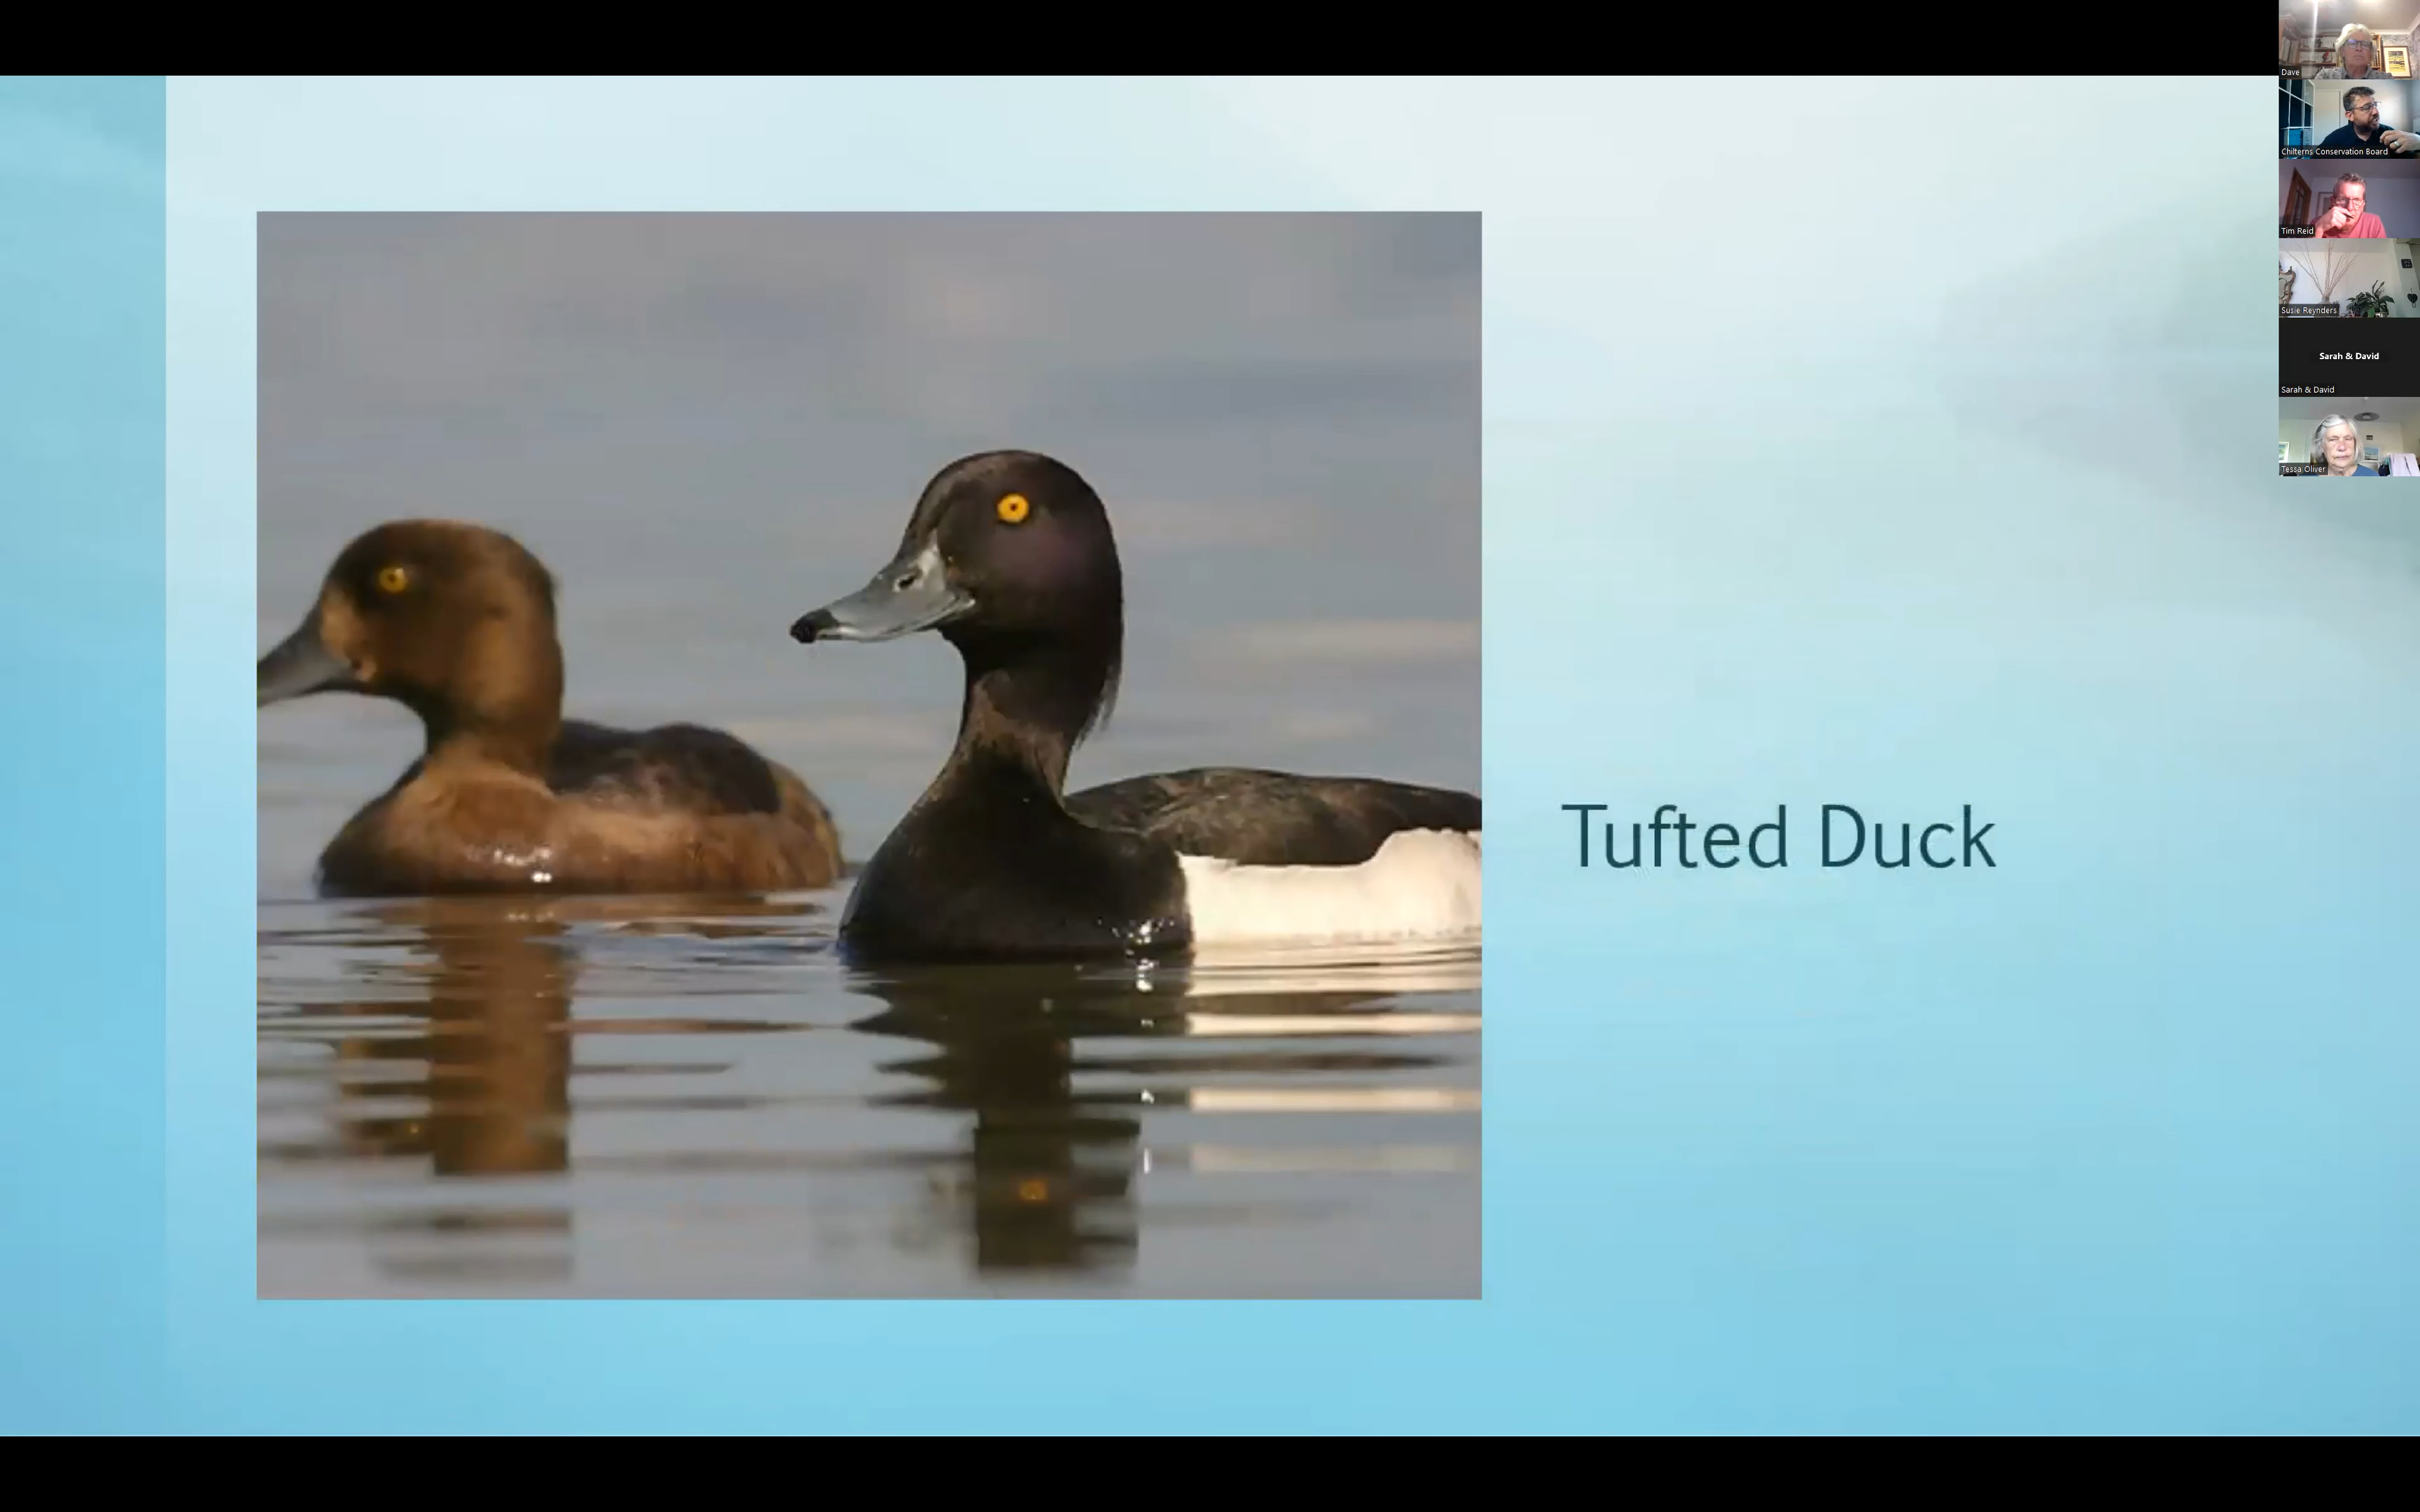 Tufted Duck
Dave
Chilterns Conservation Board
Tim Reid
Susie Reynders
Sarah & David
Sarah & David
Tessa Oliver